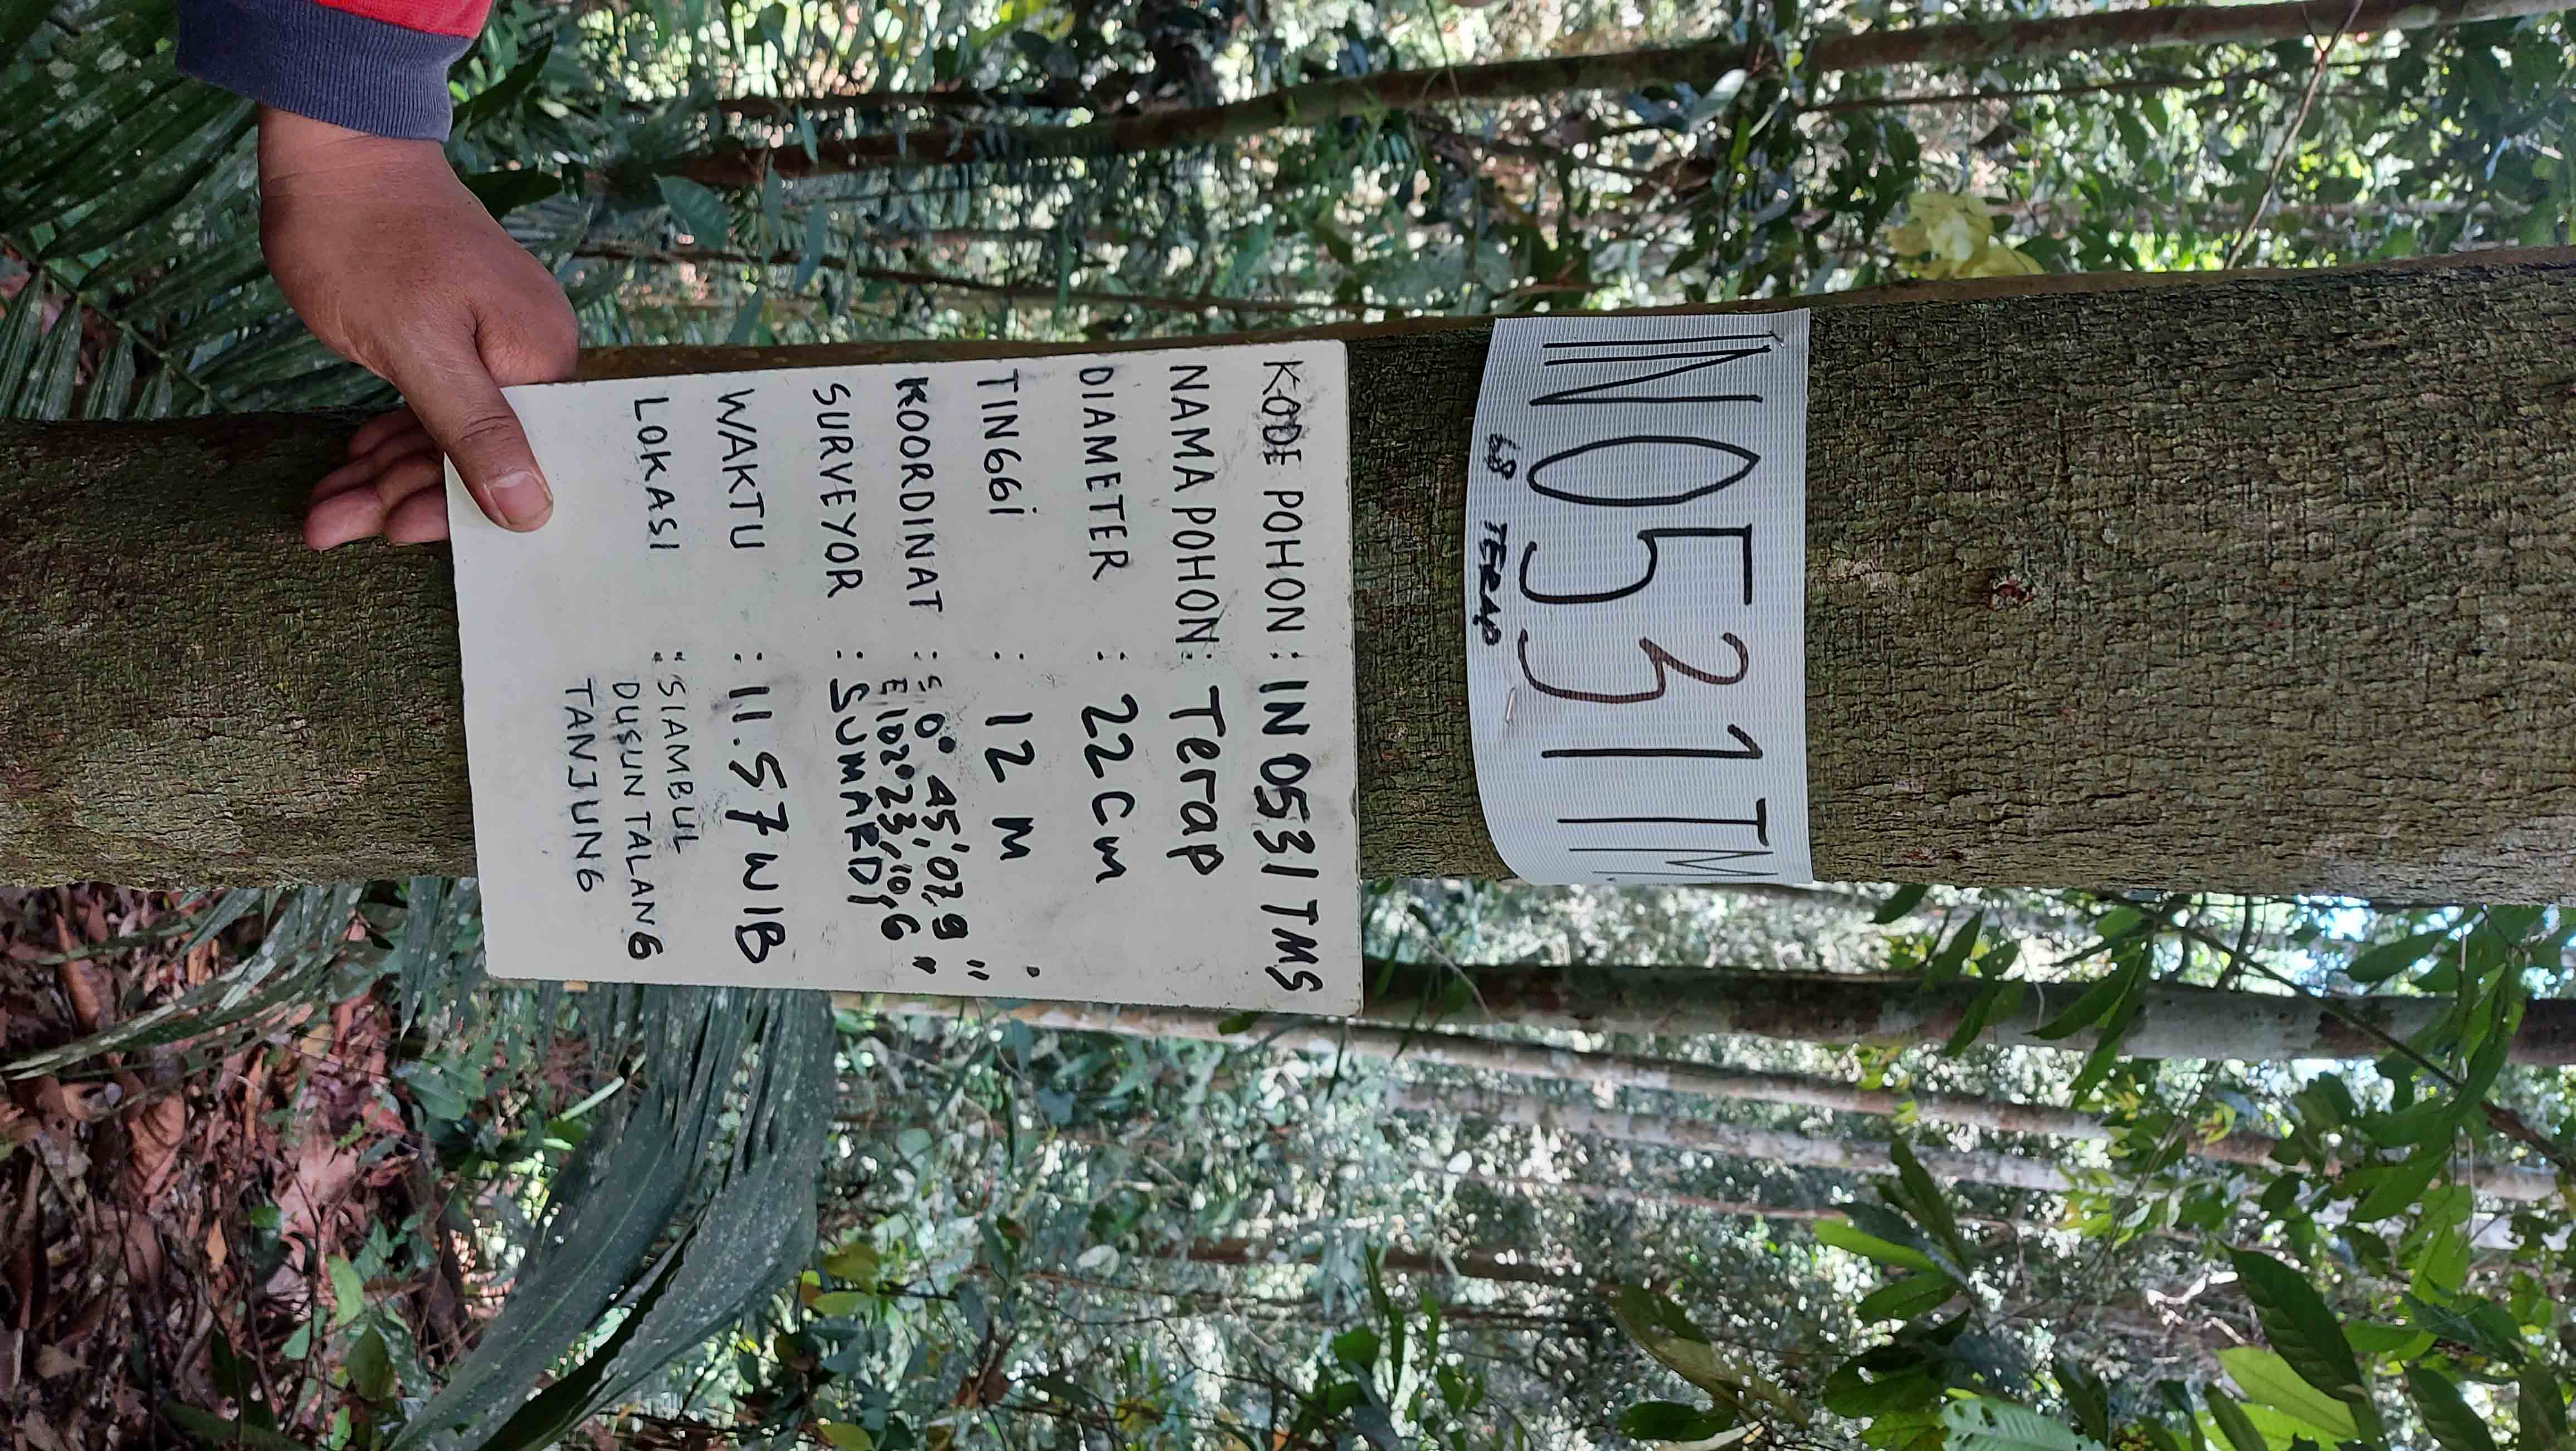 IN0531TM
68 TERAP
KODE POHON : IN 0531 TMS
NAMA POHON : Terap
DIAMETER : 22 Cm
TINGGi : 12 M
KOORDINAT : S 0° 45' 07,9 "
E 102° 23' 10,6 "
SURVEYOR : SUMARDI
WAKTU : 11.57 WIB
LOKASI : SIAMBUL
DUSUN TALANG
TANJUNG